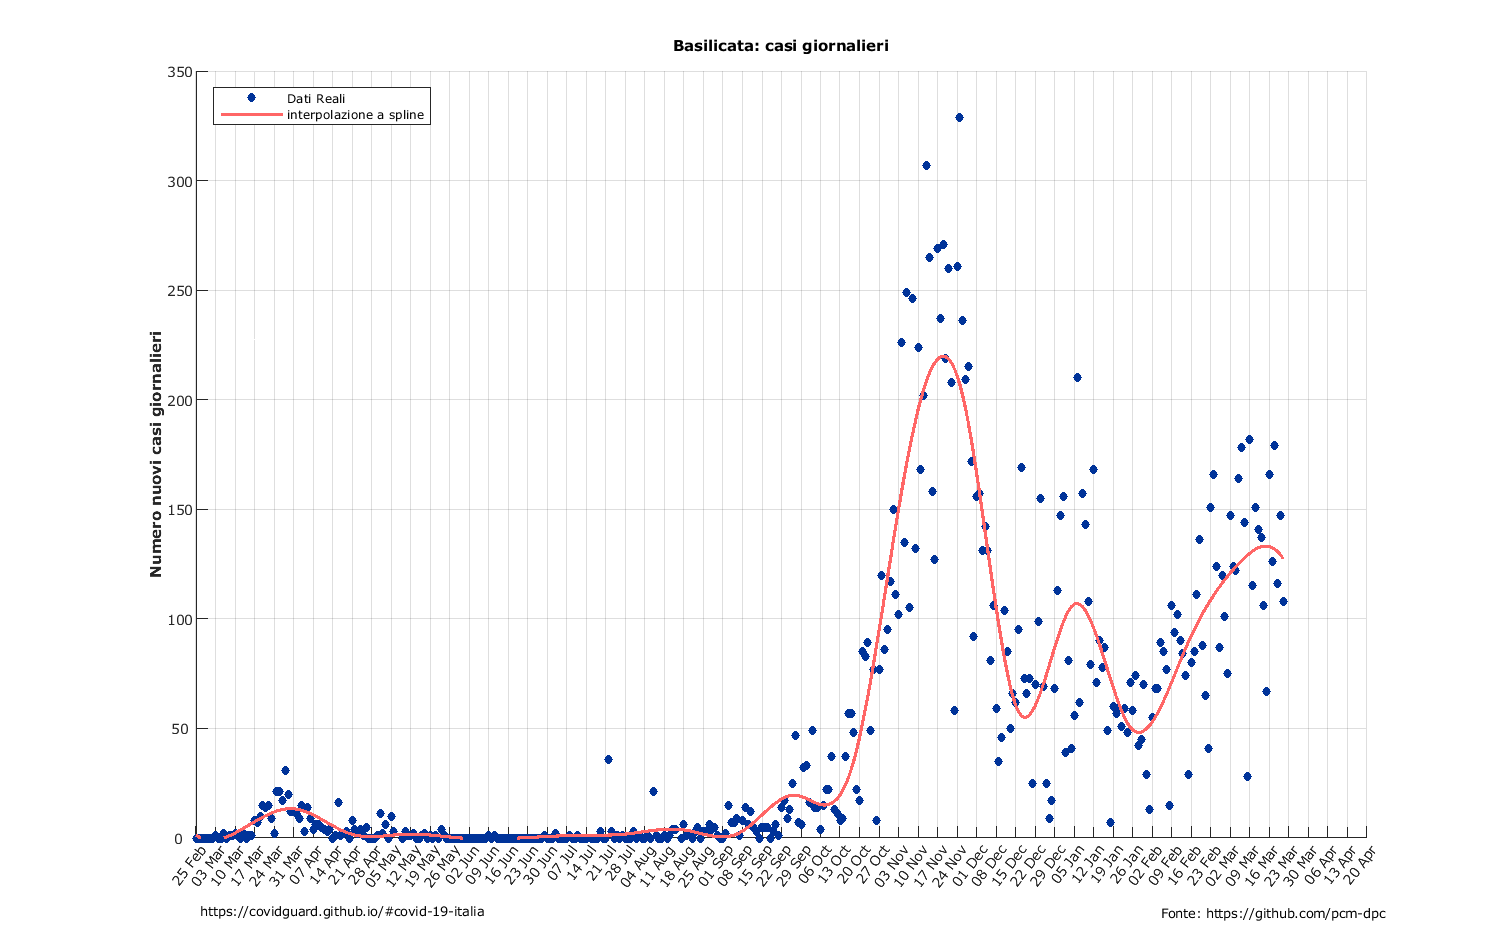 Basilicata: casi giornalieri
350
300
250
200
150
100
50
0
Dati Reali
interpolazione a spline
Numero nuovi casi giornalieri
25 Feb
03 Mar
10 Mar
17 Mar
24 Mar
31 Mar
07 Apr
14 Apr
21 Apr
28 Apr
05 May
12 May
19 May
26 May
02 Jun
09 Jun
16 Jun
23 Jun
30 Jun
07 Jul
14 Jul
21 Jul
28 Jul
04 Aug
11 Aug
18 Aug
25 Aug
01 Sep
08 Sep
15 Sep
22 Sep
29 Sep
06 Oct
13 Oct
20 Oct
27 Oct
03 Nov
10 Nov
17 Nov
24 Nov
01 Dec
08 Dec
15 Dec
22 Dec
29 Dec
05 Jan
12 Jan
19 Jan
26 Jan
02 Feb
09 Feb
16 Feb
23 Feb
02 Mar
09 Mar
16 Mar
23 Mar
30 Mar
06 Apr
13 Apr
20 Apr
https://covidguard.github.io/#covid-19-italia
Fonte: https://github.com/pcm-dpc